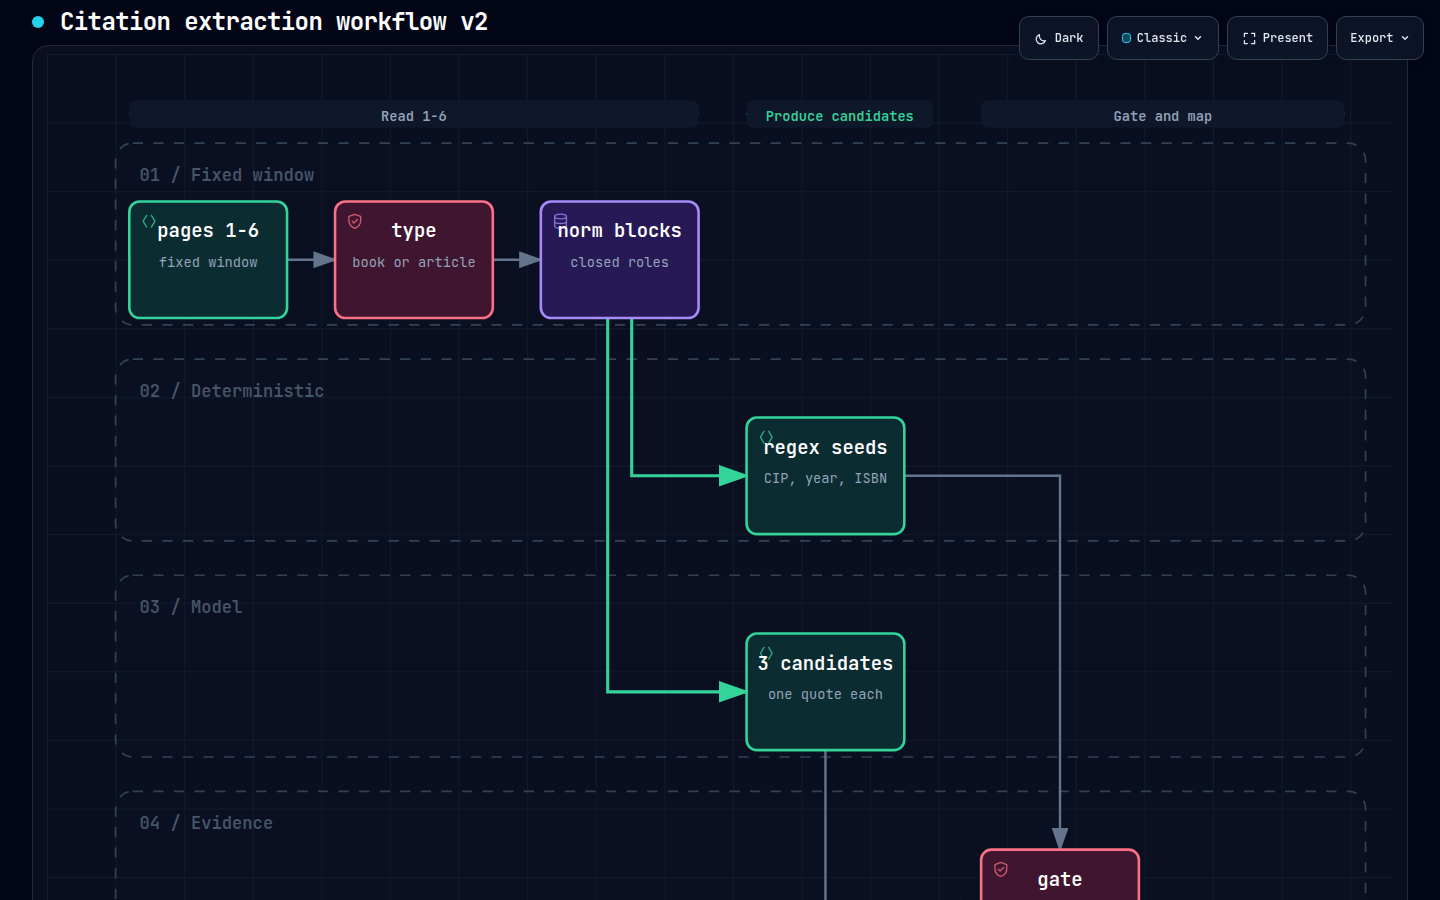 Citation extraction workflow v2
Dark
Classic
Present
Export
Read 1-6
Produce candidates
Gate and map
01 / Fixed window
pages 1-6
fixed window
type
book or article
norm blocks
closed roles
02 / Deterministic
regex seeds
CIP, year, ISBN
03 / Model
3 candidates
one quote each
04 / Evidence
gate